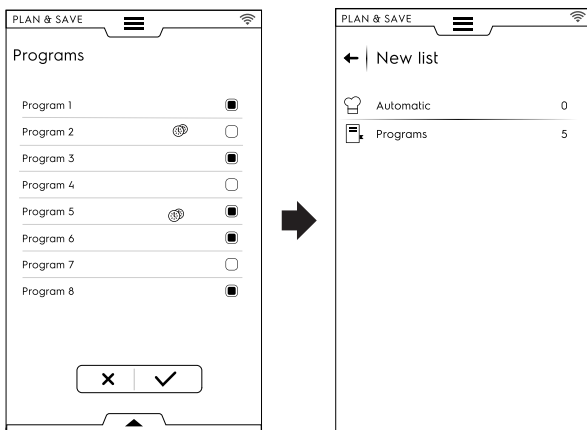 PLAN & SAVE
Programs
Program 1
Program 2
Program 3
Program 4
Program 5
Program 6
Program 7
Program 8
PLAN & SAVE
New list
Automatic 0
Programs 5